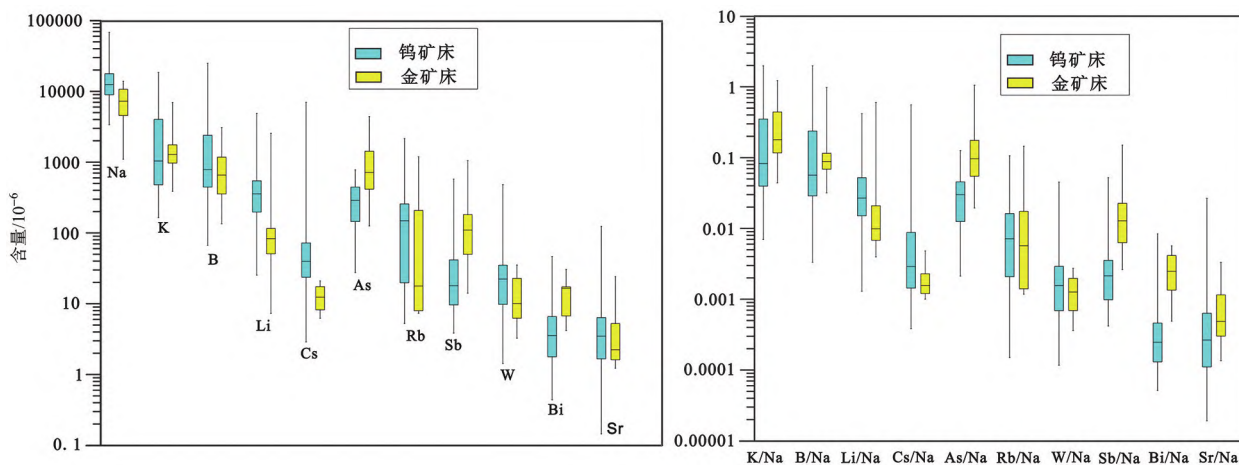 100000
10000
1000
100
10
1
0.1
含量/10⁻⁶
钨矿床
金矿床
Na
K
B
Li
Cs
As
Rb
Sb
W
Bi
Sr
10
1
0.1
0.01
0.001
0.0001
0.00001
钨矿床
金矿床
K/Na B/Na Li/Na Cs/Na As/Na Rb/Na W/Na Sb/Na Bi/Na Sr/Na